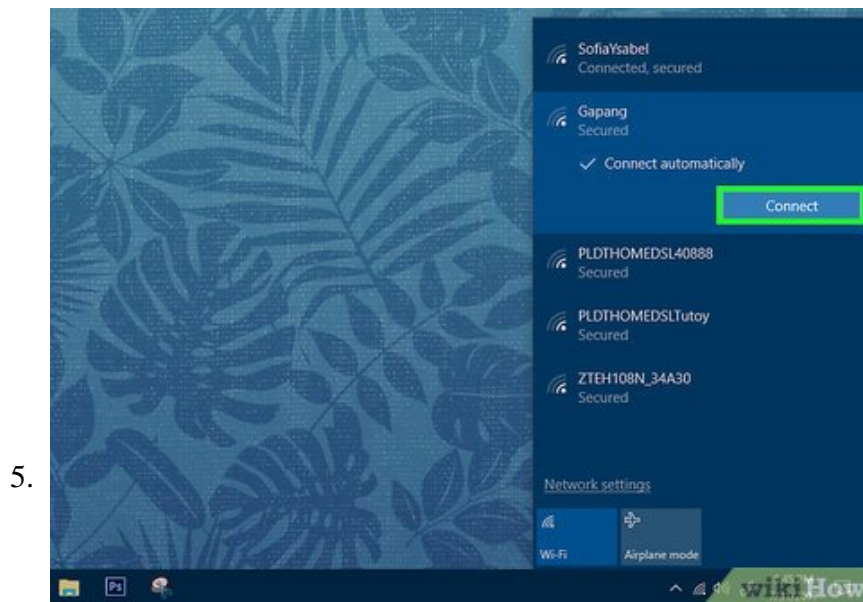 SofiaYsabel
Connected, secured
Gapang
Secured
Connect automatically
Connect
PLDTHOMEDSL40888
Secured
PLDTHOMEDSLTutoy
Secured
ZTEH108N_34A30
Secured
5.
Network settings
Wi-Fi
Airplane mode
Ps
wikiHow